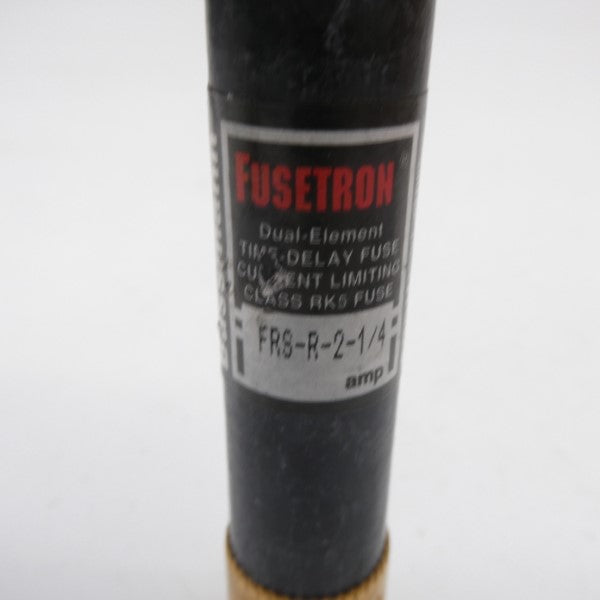 FUSETRON®
Dual-Element
TIME-DELAY FUSE
CURRENT LIMITING
CLASS RK5 FUSE
FRS-R-2-1/4
amp